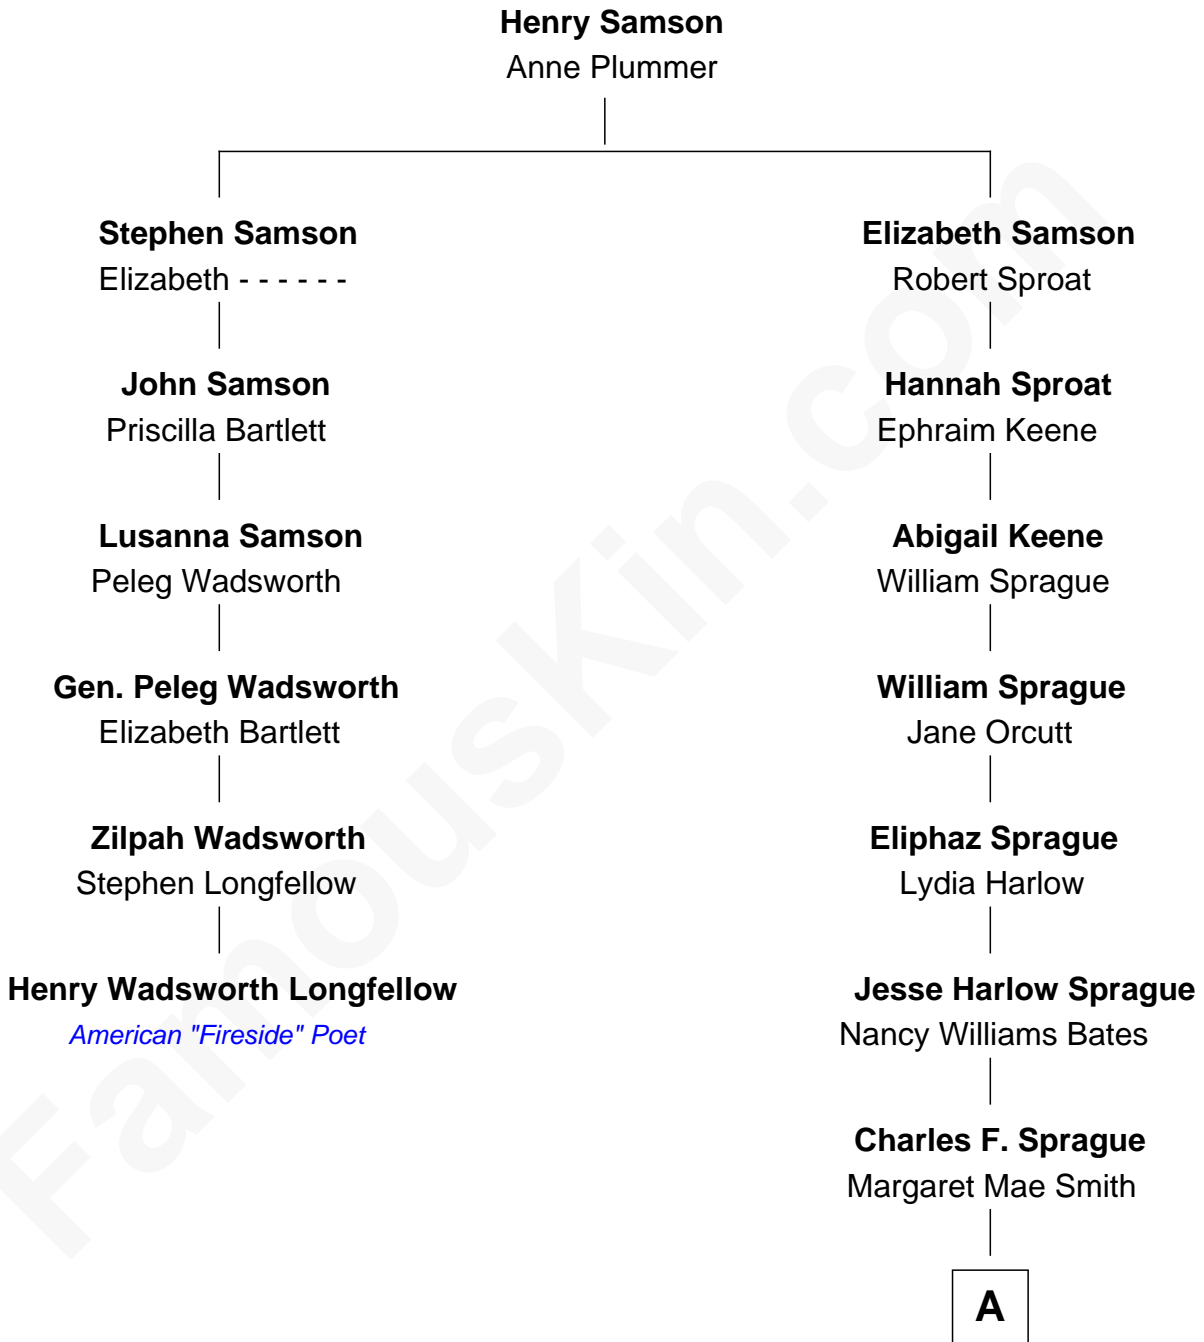 Henry Samson
Anne Plummer
Stephen Samson
Elizabeth - - - - - -
John Samson
Priscilla Bartlett
Lusanna Samson
Peleg Wadsworth
Gen. Peleg Wadsworth
Elizabeth Bartlett
Zilpah Wadsworth
Stephen Longfellow
Henry Wadsworth Longfellow
American "Fireside" Poet
Elizabeth Samson
Robert Sproat
Hannah Sproat
Ephraim Keene
Abigail Keene
William Sprague
William Sprague
Jane Orcutt
Eliphaz Sprague
Lydia Harlow
Jesse Harlow Sprague
Nancy Williams Bates
Charles F. Sprague
Margaret Mae Smith
A
FamousKin.com